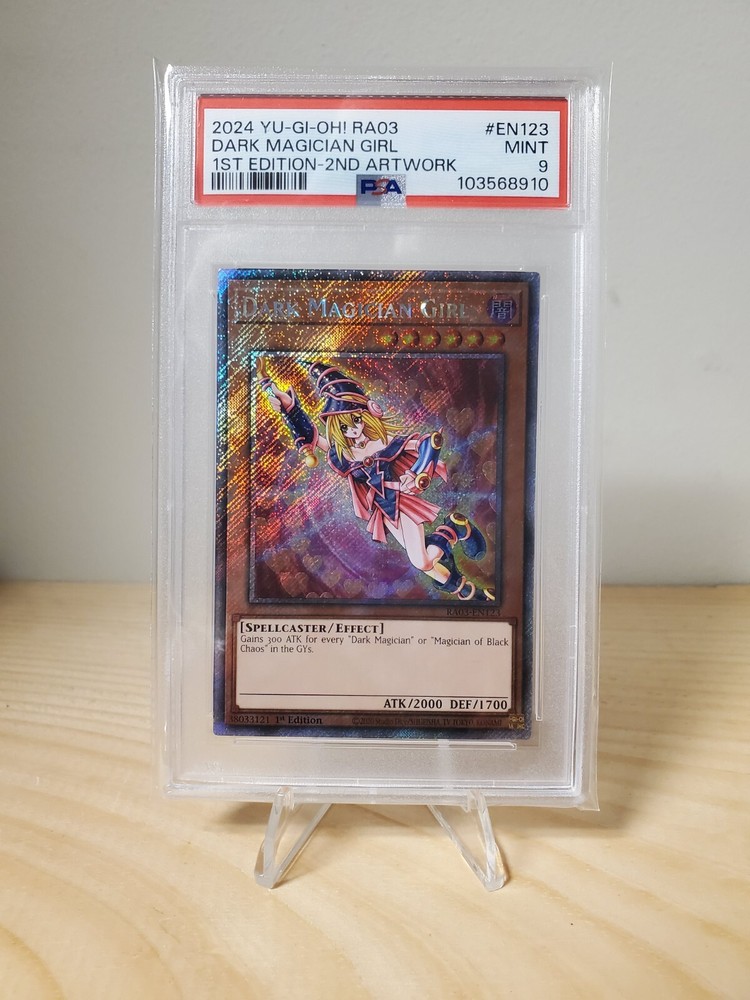 2024 YU-GI-OH! RA03 #EN123
DARK MAGICIAN GIRL MINT
1ST EDITION-2ND ARTWORK 9
PSA 103568910
DARK MAGICIAN GIRL
闇
RA03-EN123
[SPELLCASTER/EFFECT]
Gains 300 ATK for every "Dark Magician" or "Magician of Black
Chaos" in the GYs.
ATK/2000 DEF/1700
38033121 1st Edition